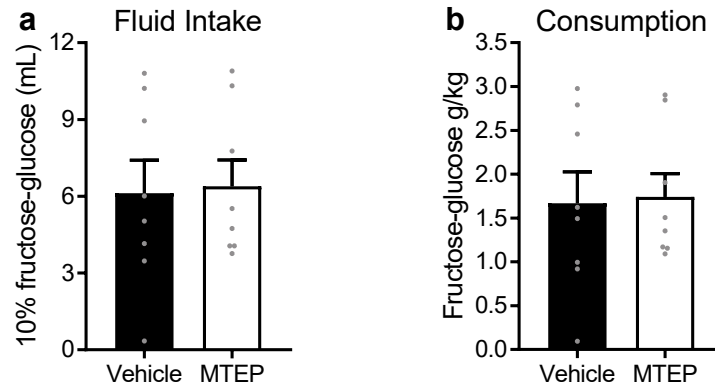 a Fluid Intake
10% fructose-glucose (mL)
12
9
6
3
0
Vehicle MTEP
b Consumption
Fructose-glucose g/kg
3.5
3.0
2.5
2.0
1.5
1.0
0.5
0.0
Vehicle MTEP